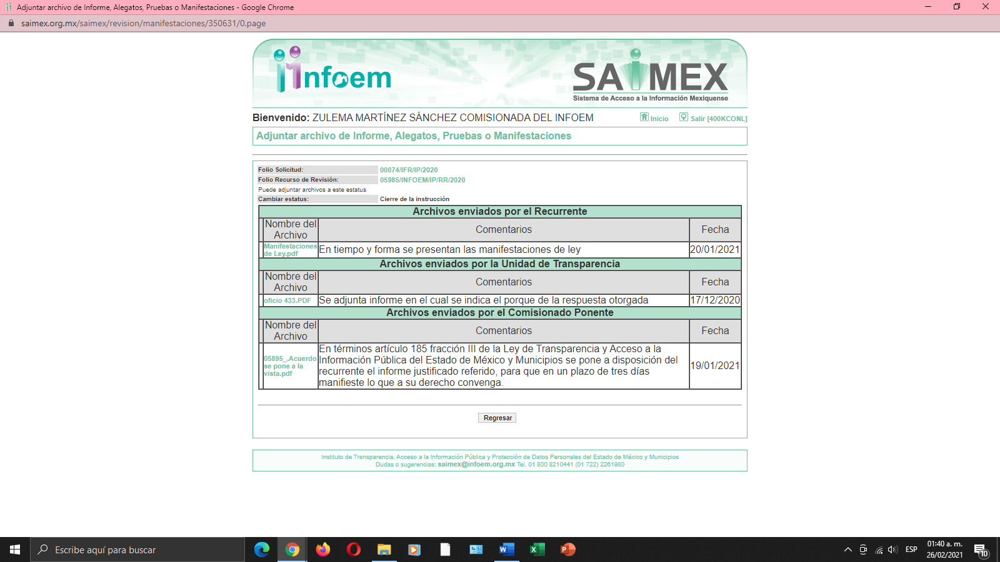 Adjuntar archivo de Informe, Alegatos, Pruebas o Manifestaciones - Google Chrome
saimex.org.mx/saimex/revision/manifestaciones/350631/0.page
infoem
SAIMEX
Sistema de Acceso a la Información Mexiquense
Bienvenido: ZULEMA MARTÍNEZ SÁNCHEZ COMISIONADA DEL INFOEM
Inicio Salir [400KCONL]
Adjuntar archivo de Informe, Alegatos, Pruebas o Manifestaciones
Folio Solicitud: 00074/IFR/IP/2020
Folio Recurso de Revisión: 05985/INFOEM/IP/RR/2020
Puede adjuntar archivos a este estatus
Cambiar estatus: Cierre de la instrucción
Archivos enviados por el Recurrente
Nombre del Archivo Comentarios Fecha
Manifestaciones de Ley.pdf En tiempo y forma se presentan las manifestaciones de ley 20/01/2021
Archivos enviados por la Unidad de Transparencia
Nombre del Archivo Comentarios Fecha
oficio 433.PDF Se adjunta informe en el cual se indica el porque de la respuesta otorgada 17/12/2020
Archivos enviados por el Comisionado Ponente
Nombre del Archivo Comentarios Fecha
05895_.Acuerdo se pone a la vista.pdf
En términos artículo 185 fracción III de la Ley de Transparencia y Acceso a la
Información Pública del Estado de México y Municipios se pone a disposición del
recurrente el informe justificado referido, para que en un plazo de tres días
manifieste lo que a su derecho convenga.
19/01/2021
Regresar
Instituto de Transparencia, Acceso a la Información Pública y Protección de Datos Personales del Estado de México y Municipios
Dudas o sugerencias: saimex@infoem.org.mx Tel. 01 800 8210441 (01 722) 2261980
Escribe aquí para buscar
ESP
01:40 a. m.
26/02/2021
10